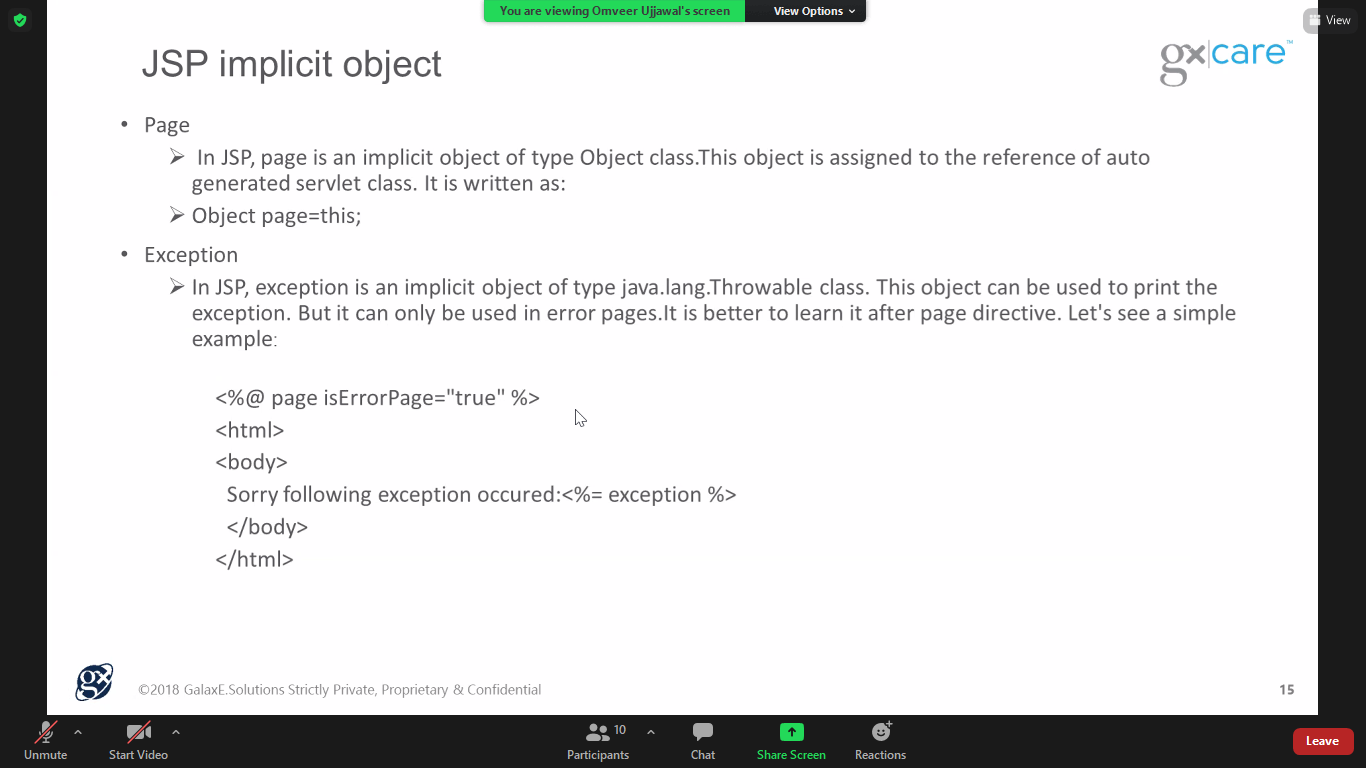 You are viewing Omveer Ujjawal's screen
View Options
View
JSP implicit object
gx|care™
• Page
➢ In JSP, page is an implicit object of type Object class.This object is assigned to the reference of auto
generated servlet class. It is written as:
➢ Object page=this;
• Exception
➢ In JSP, exception is an implicit object of type java.lang.Throwable class. This object can be used to print the
exception. But it can only be used in error pages.It is better to learn it after page directive. Let's see a simple
example:
<%@ page isErrorPage="true" %>
<html>
<body>
Sorry following exception occured:<%= exception %>
</body>
</html>
gx
©2018 GalaxE.Solutions Strictly Private, Proprietary & Confidential
15
10
Unmute
Start Video
Participants
Chat
Share Screen
Reactions
Leave